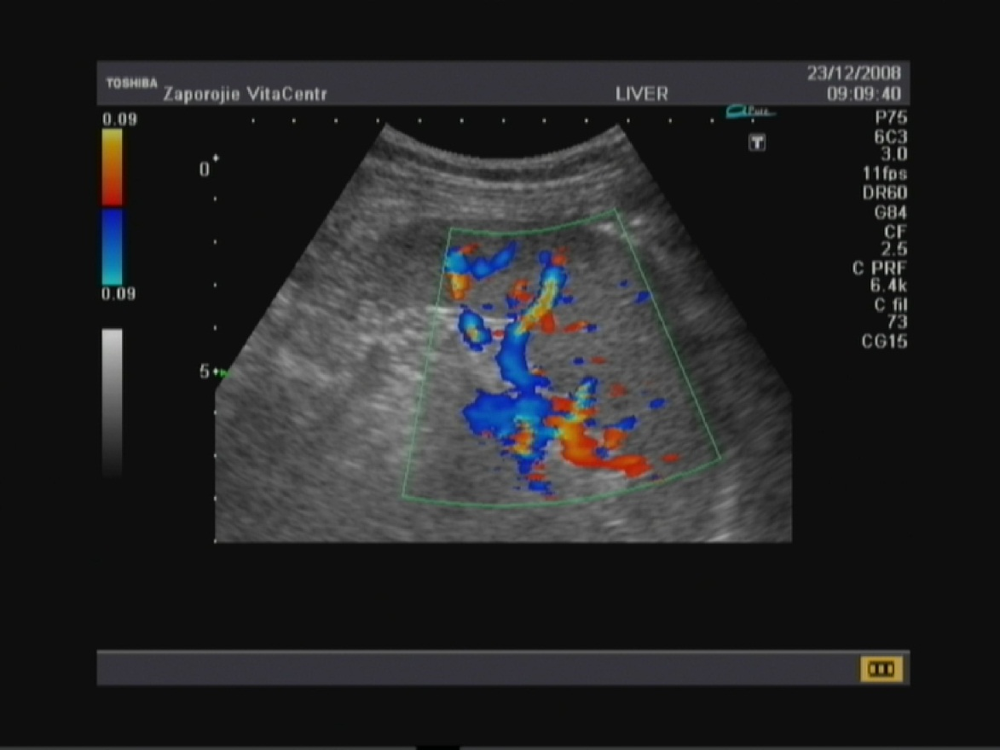 TOSHIBA Zaporojie VitaCentr LIVER 23/12/2008
09:09:40
aPure
T
0.09
0.09
0
5
P75
6C3
3.0
11fps
DR60
G84
CF
2.5
C PRF
6.4k
C fil
73
CG15